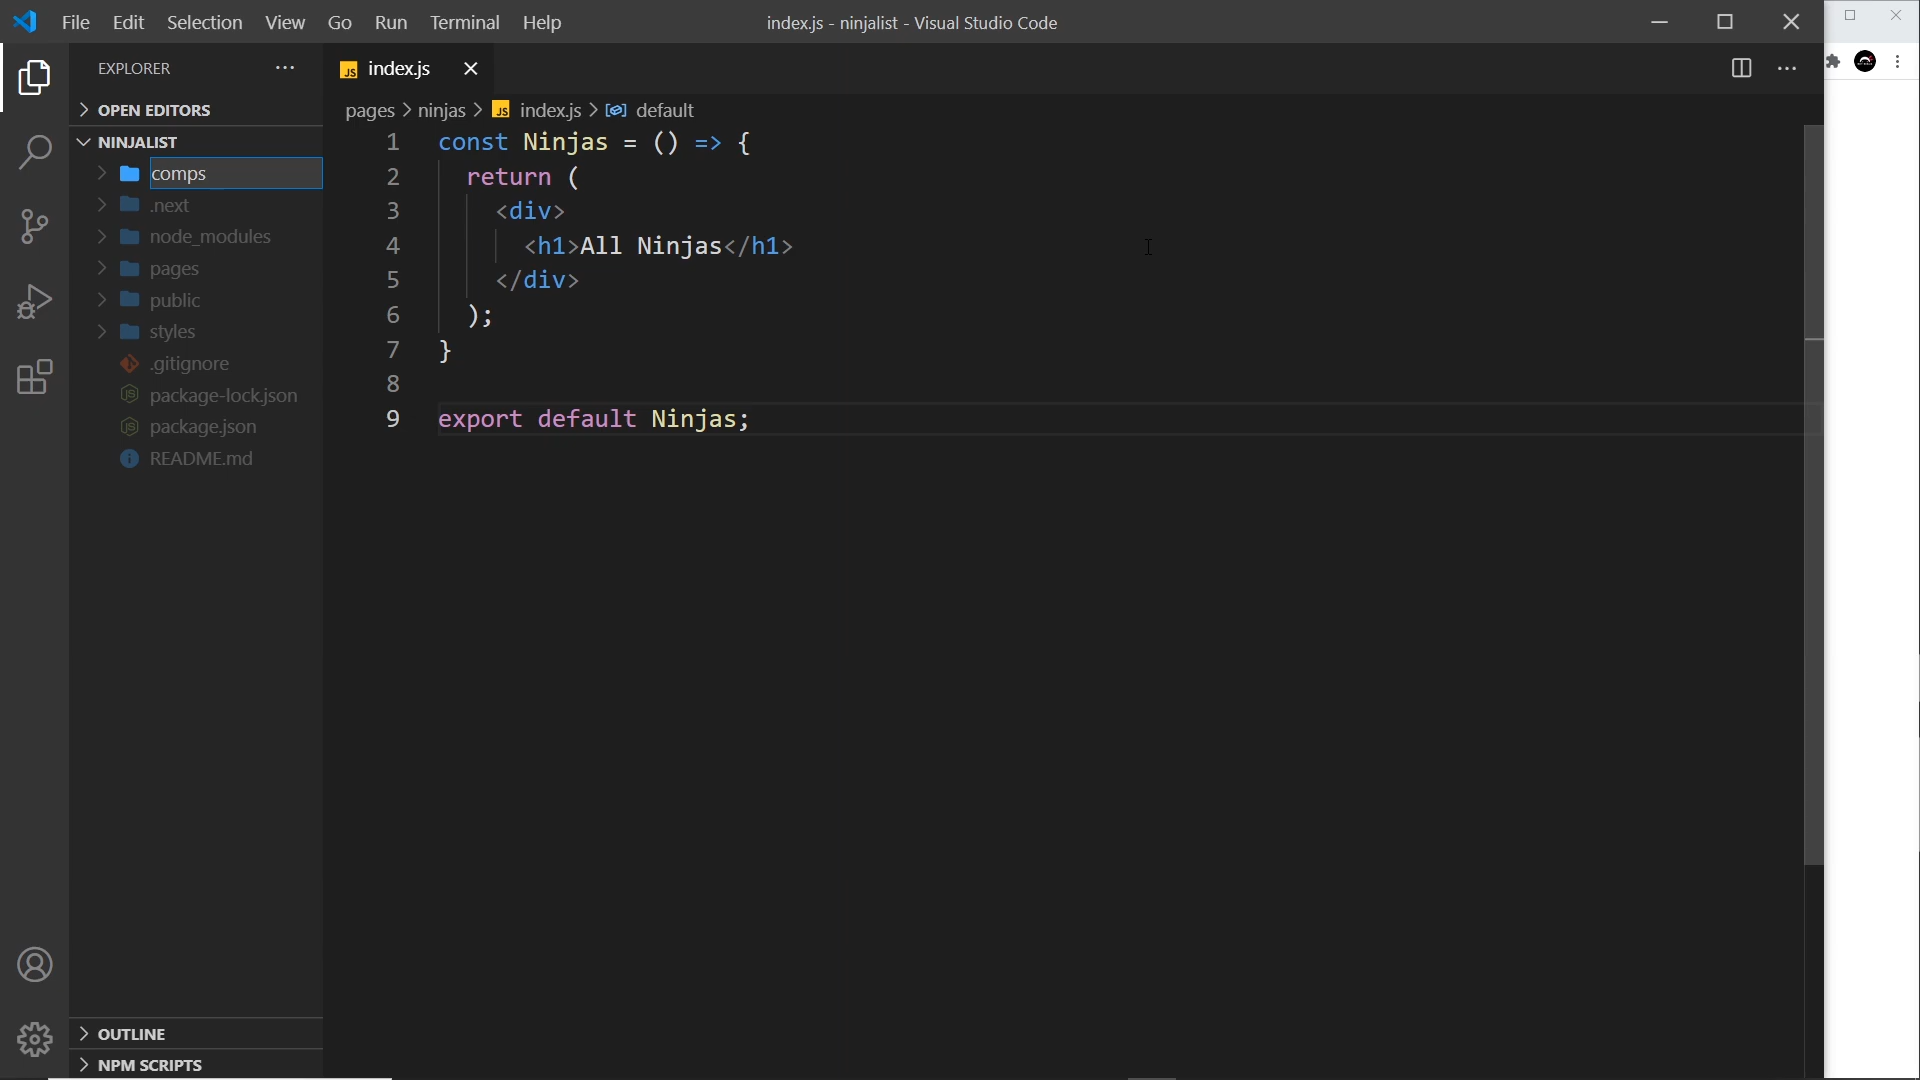 File Edit Selection View Go Run Terminal Help
index.js - ninjalist - Visual Studio Code
EXPLORER
OPEN EDITORS
NINJALIST
comps
.next
node_modules
pages
public
styles
.gitignore
package-lock.json
package.json
README.md
OUTLINE
NPM SCRIPTS
JS index.js
pages > ninjas > JS index.js > default
1 const Ninjas = () => {
2 return (
3 <div>
4 <h1>All Ninjas</h1>
5 </div>
6 );
7 }
8
9 export default Ninjas;